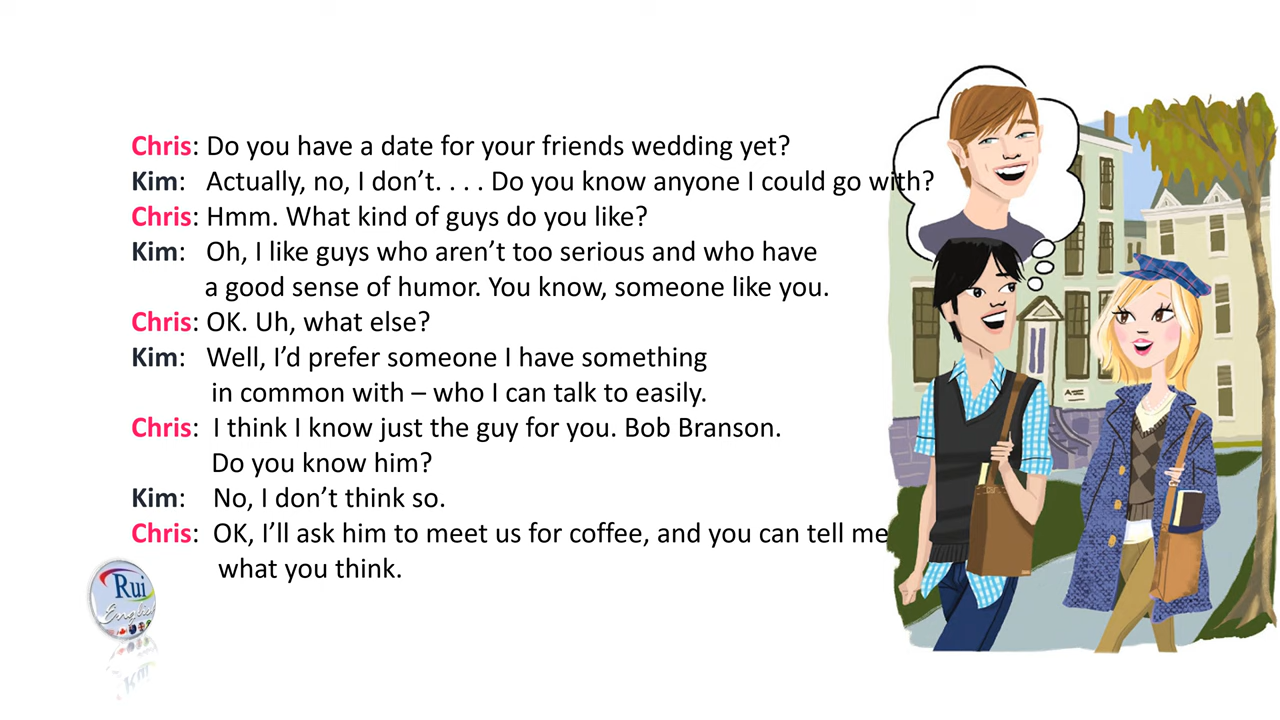 Chris: Do you have a date for your friends wedding yet?
Kim: Actually, no, I don’t. . . . Do you know anyone I could go with?
Chris: Hmm. What kind of guys do you like?
Kim: Oh, I like guys who aren’t too serious and who have
a good sense of humor. You know, someone like you.
Chris: OK. Uh, what else?
Kim: Well, I’d prefer someone I have something
in common with – who I can talk to easily.
Chris: I think I know just the guy for you. Bob Branson.
Do you know him?
Kim: No, I don’t think so.
Chris: OK, I’ll ask him to meet us for coffee, and you can tell me
what you think.
Rui
English